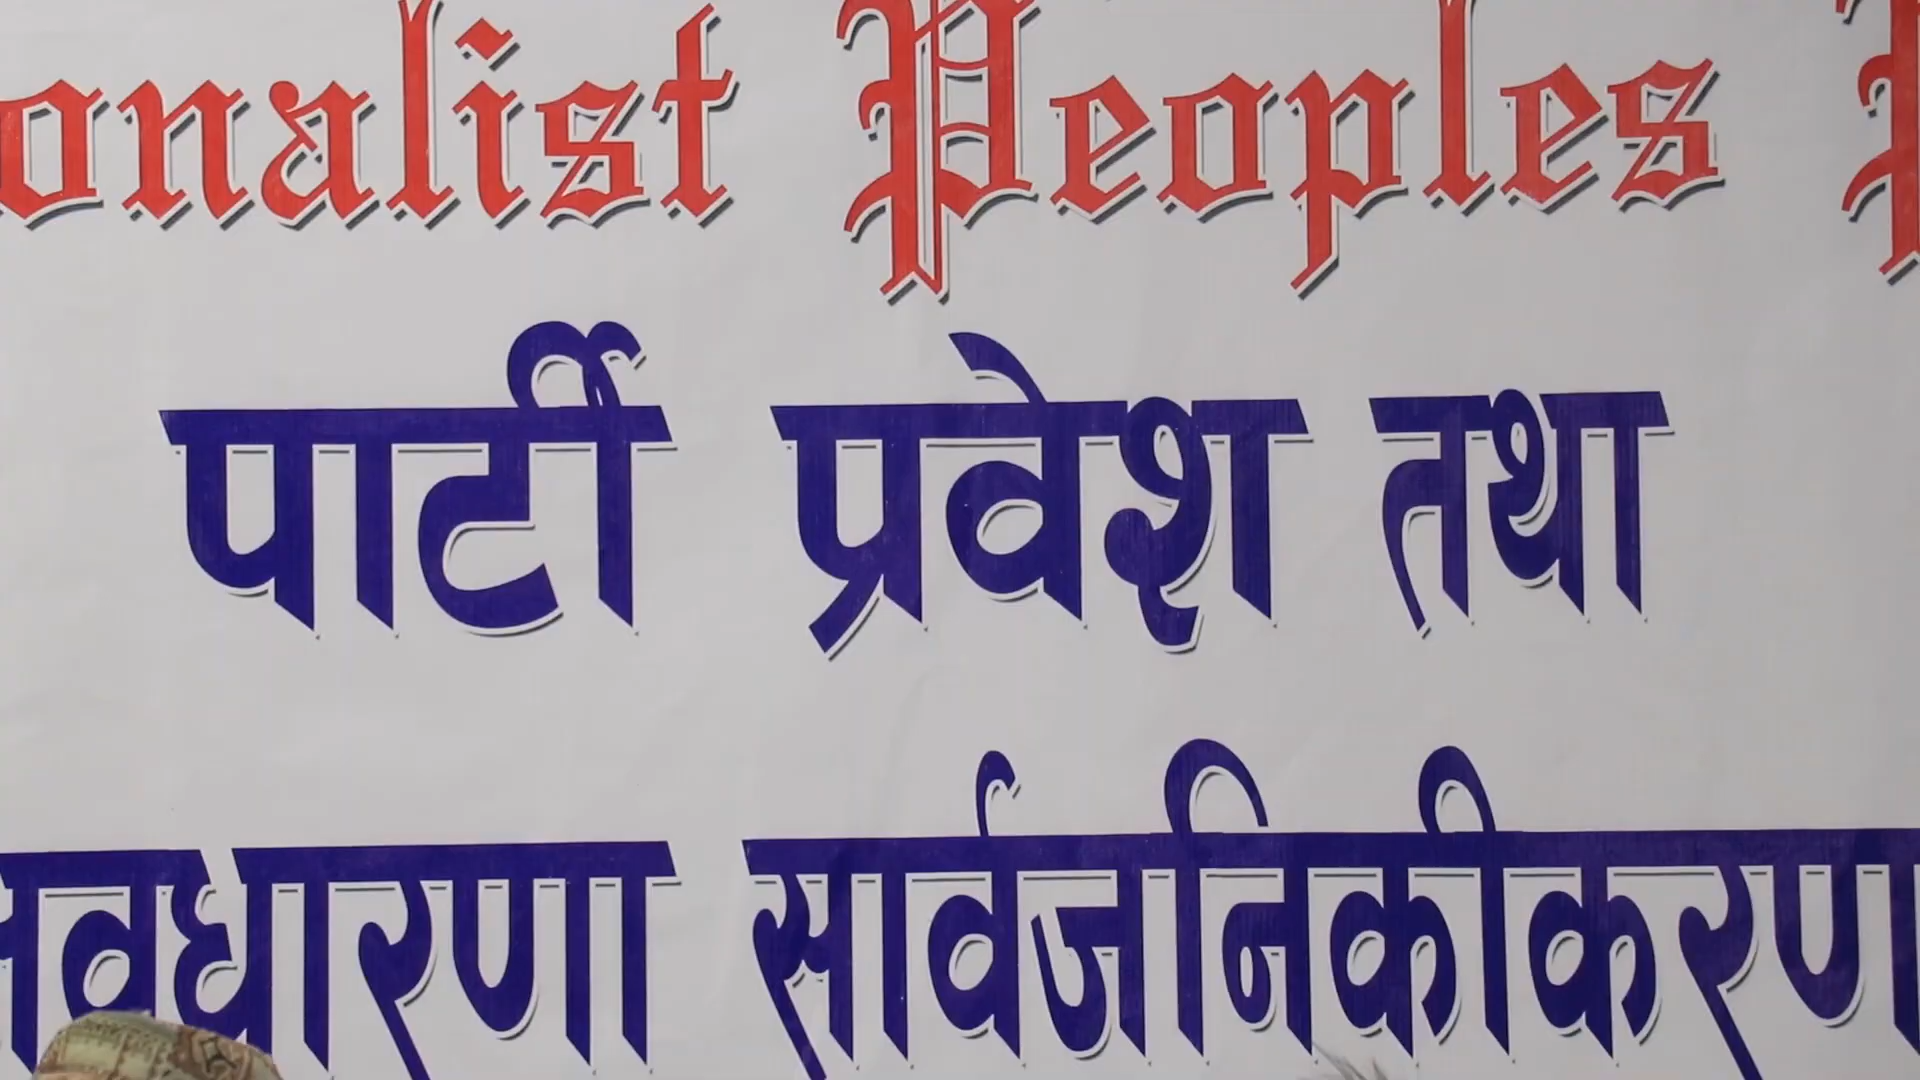 onalist Peoples P
पार्टी प्रवेश तथा
वधारणा सार्वजनिकीकरण